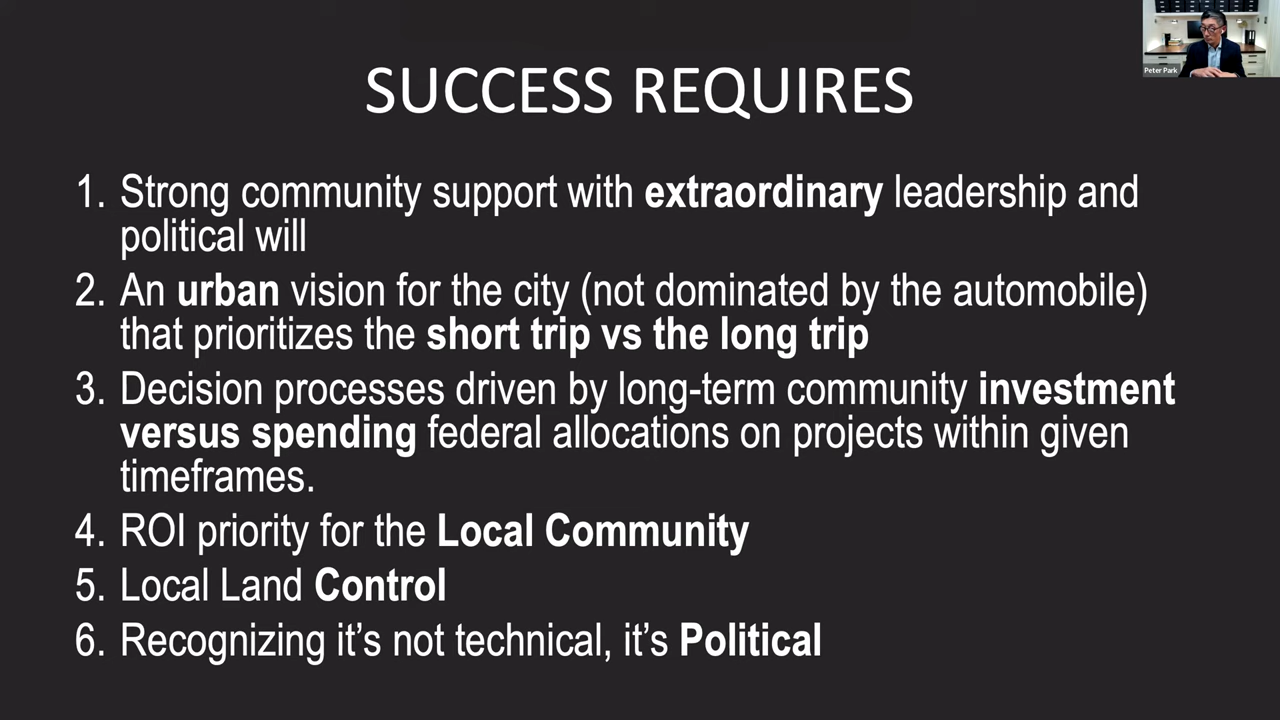 Peter Park
SUCCESS REQUIRES
1. Strong community support with extraordinary leadership and
political will
2. An urban vision for the city (not dominated by the automobile)
that prioritizes the short trip vs the long trip
3. Decision processes driven by long-term community investment
versus spending federal allocations on projects within given
timeframes.
4. ROI priority for the Local Community
5. Local Land Control
6. Recognizing it’s not technical, it’s Political